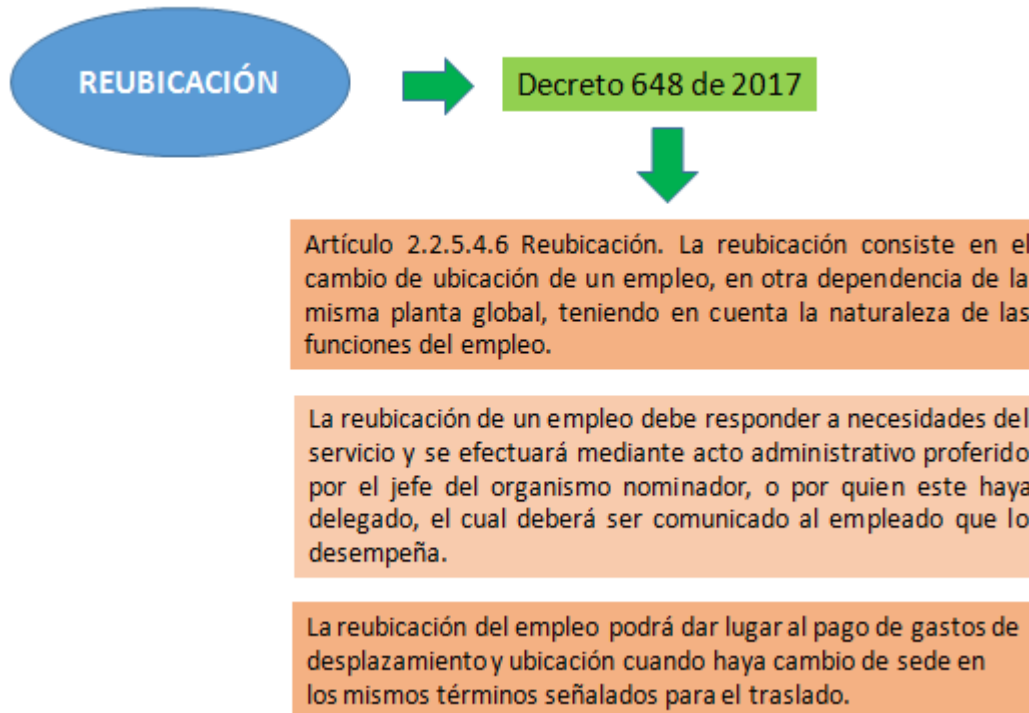 REUBICACIÓN
Decreto 648 de 2017
Artículo 2.2.5.4.6 Reubicación. La reubicación consiste en el
cambio de ubicación de un empleo, en otra dependencia de la
misma planta global, teniendo en cuenta la naturaleza de las
funciones del empleo.
La reubicación de un empleo debe responder a necesidades del
servicio y se efectuará mediante acto administrativo proferido
por el jefe del organismo nominador, o por quien este haya
delegado, el cual deberá ser comunicado al empleado que lo
desempeña.
La reubicación del empleo podrá dar lugar al pago de gastos de
desplazamiento y ubicación cuando haya cambio de sede en
los mismos términos señalados para el traslado.